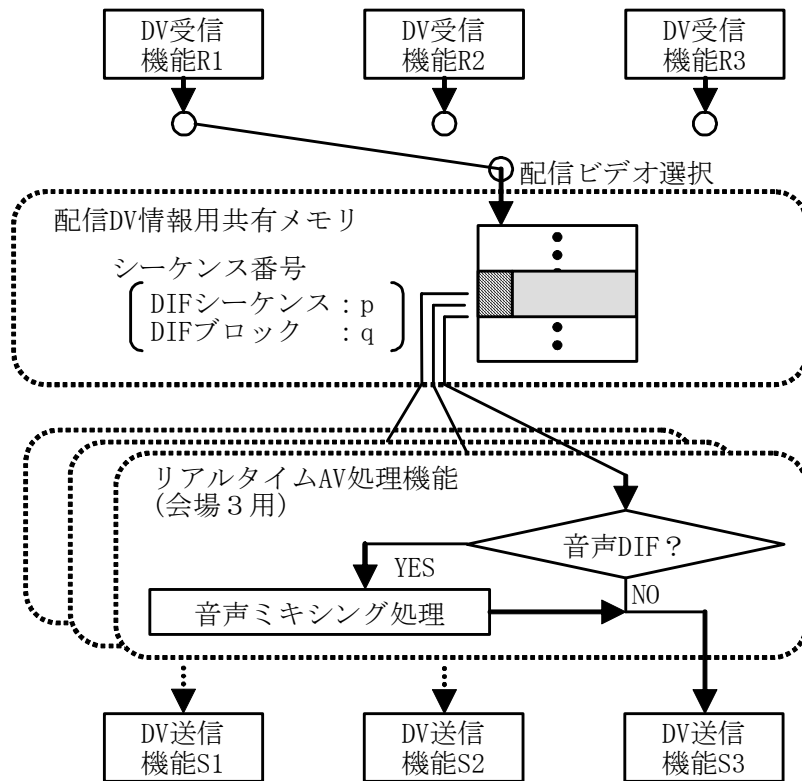 DV受信
機能R1
DV受信
機能R2
DV受信
機能R3
配信ビデオ選択
配信DV情報用共有メモリ
シーケンス番号
DIFシーケンス：p
DIFブロック　：q
リアルタイムAV処理機能
(会場３用)
音声DIF？
YES
音声ミキシング処理
NO
DV送信
機能S1
DV送信
機能S2
DV送信
機能S3